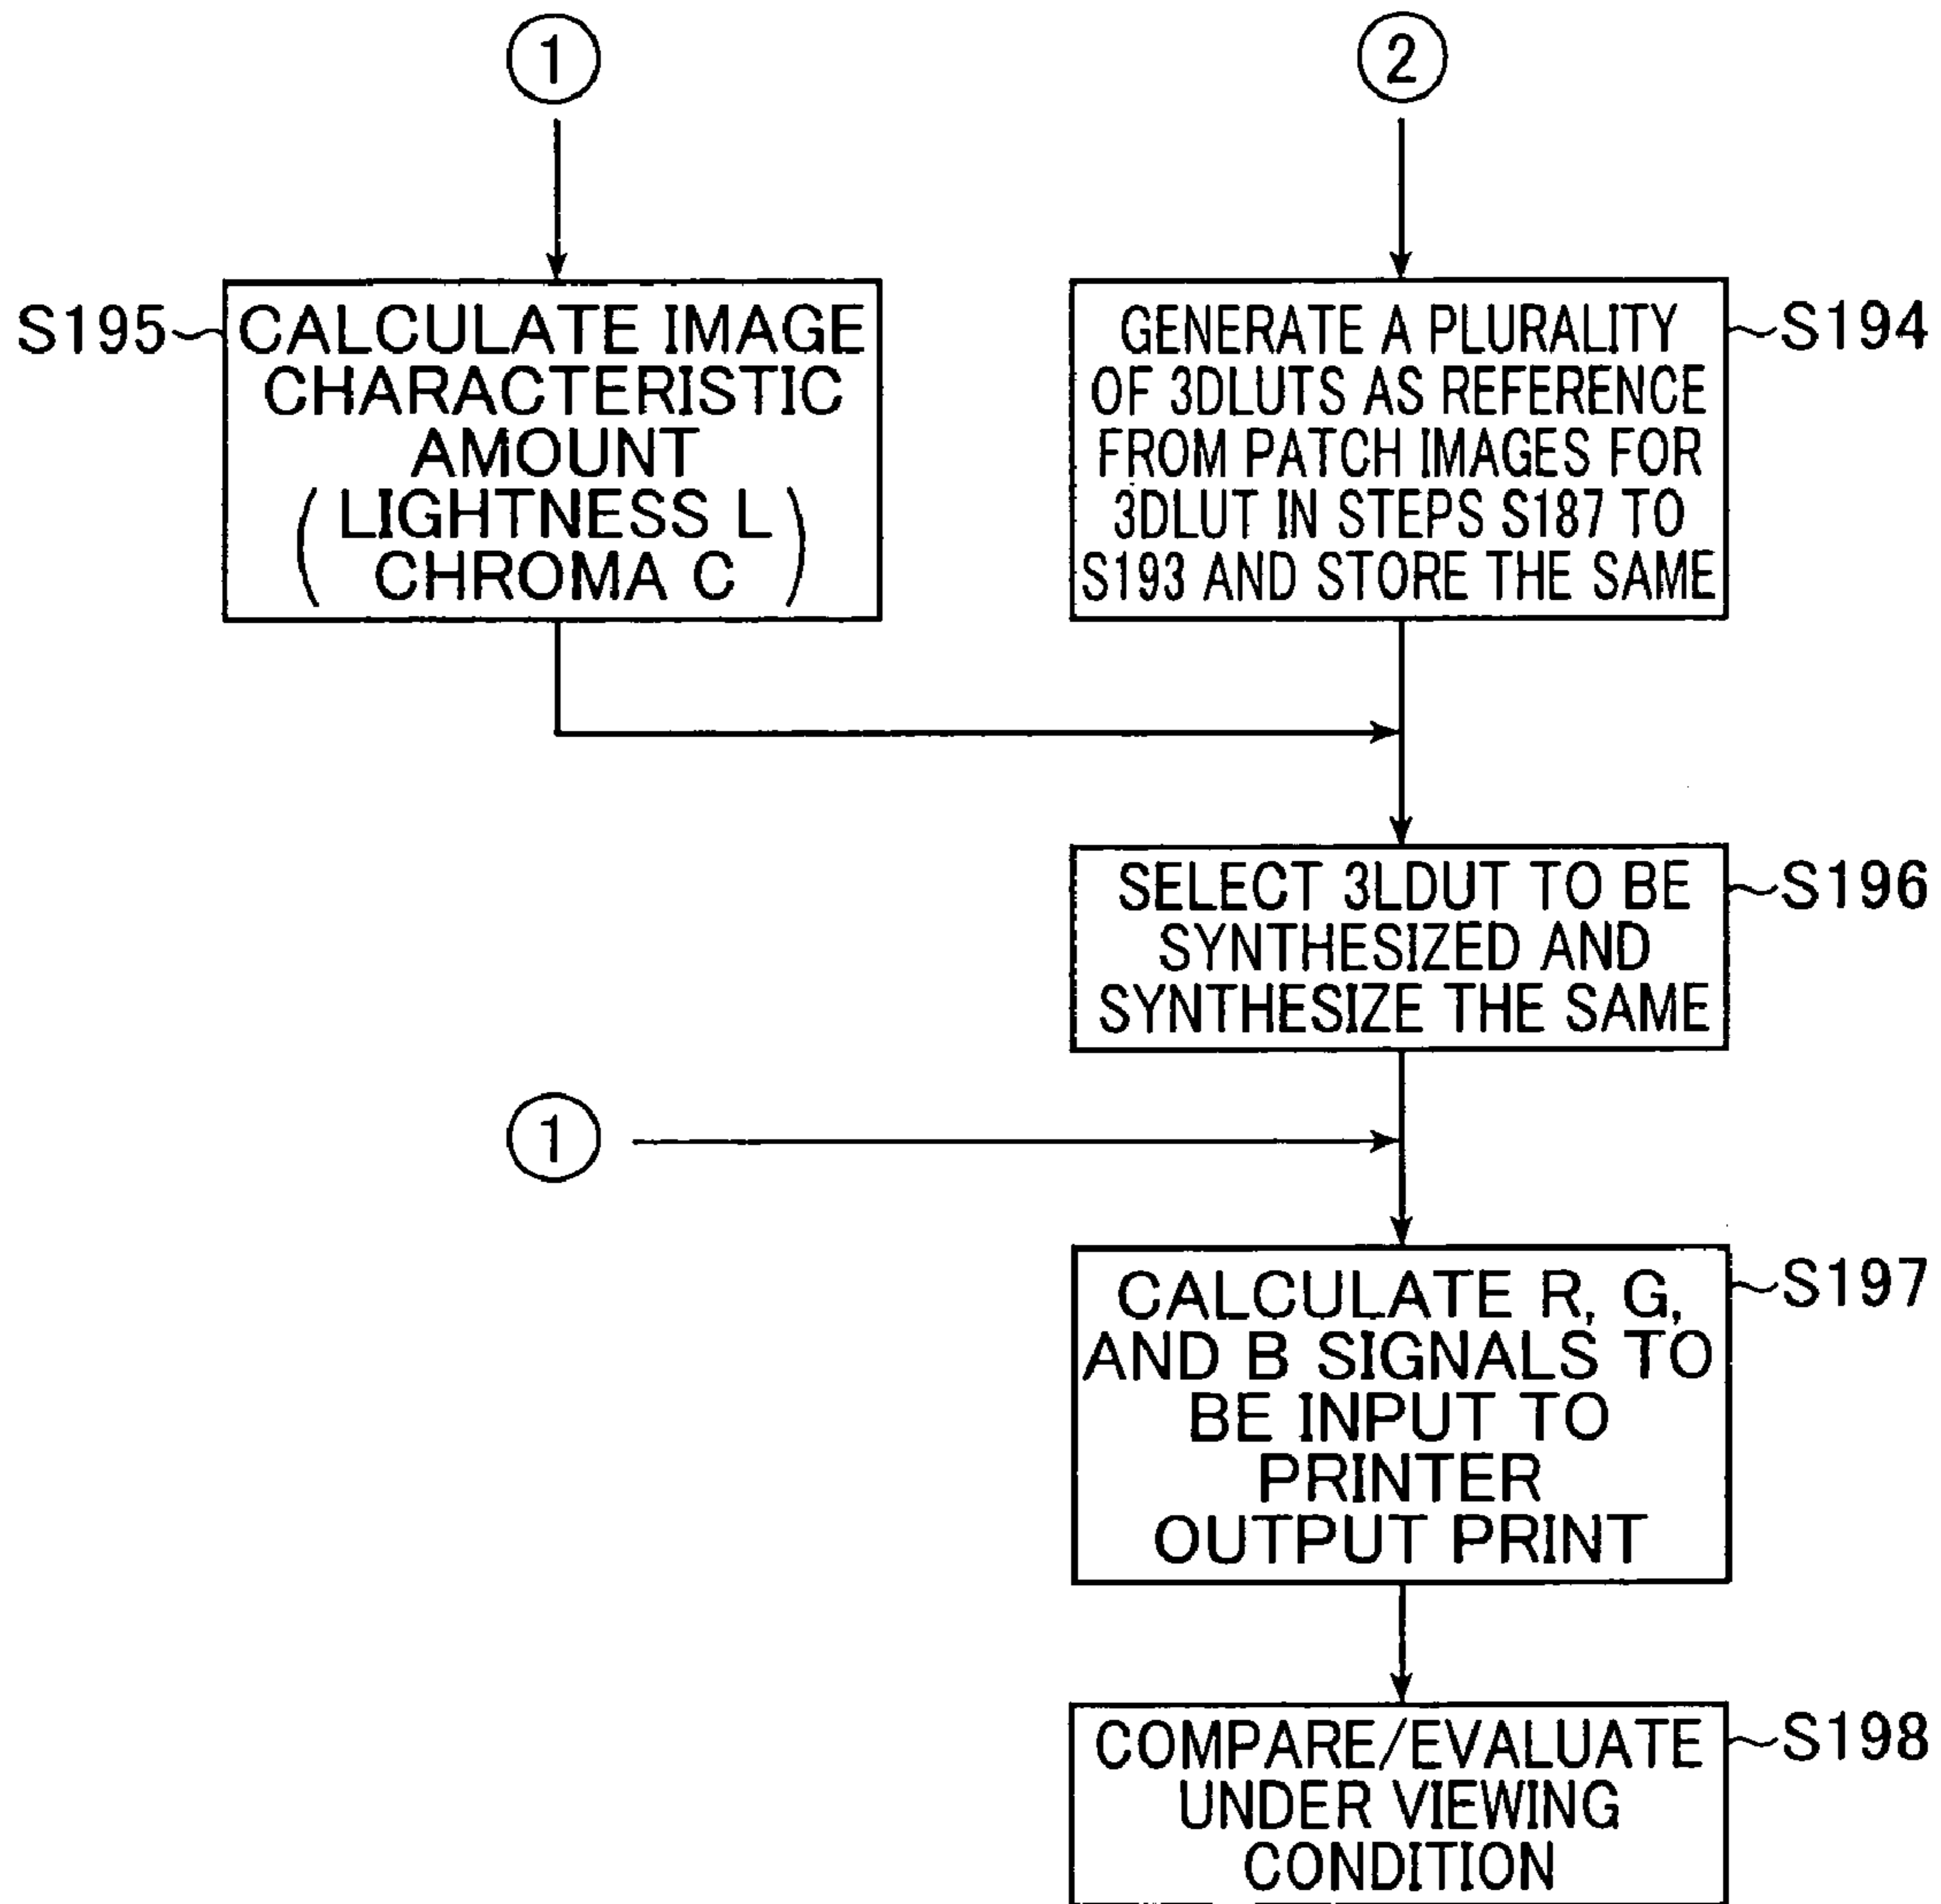 ①
②
S195
CALCULATE IMAGE
CHARACTERISTIC
AMOUNT
( LIGHTNESS L
CHROMA C )
GENERATE A PLURALITY
OF 3DLUTS AS REFERENCE
FROM PATCH IMAGES FOR
3DLUT IN STEPS S187 TO
S193 AND STORE THE SAME
S194
SELECT 3LDUT TO BE
SYNTHESIZED AND
SYNTHESIZE THE SAME
S196
①
CALCULATE R, G,
AND B SIGNALS TO
BE INPUT TO
PRINTER
OUTPUT PRINT
S197
COMPARE/EVALUATE
UNDER VIEWING
CONDITION
S198